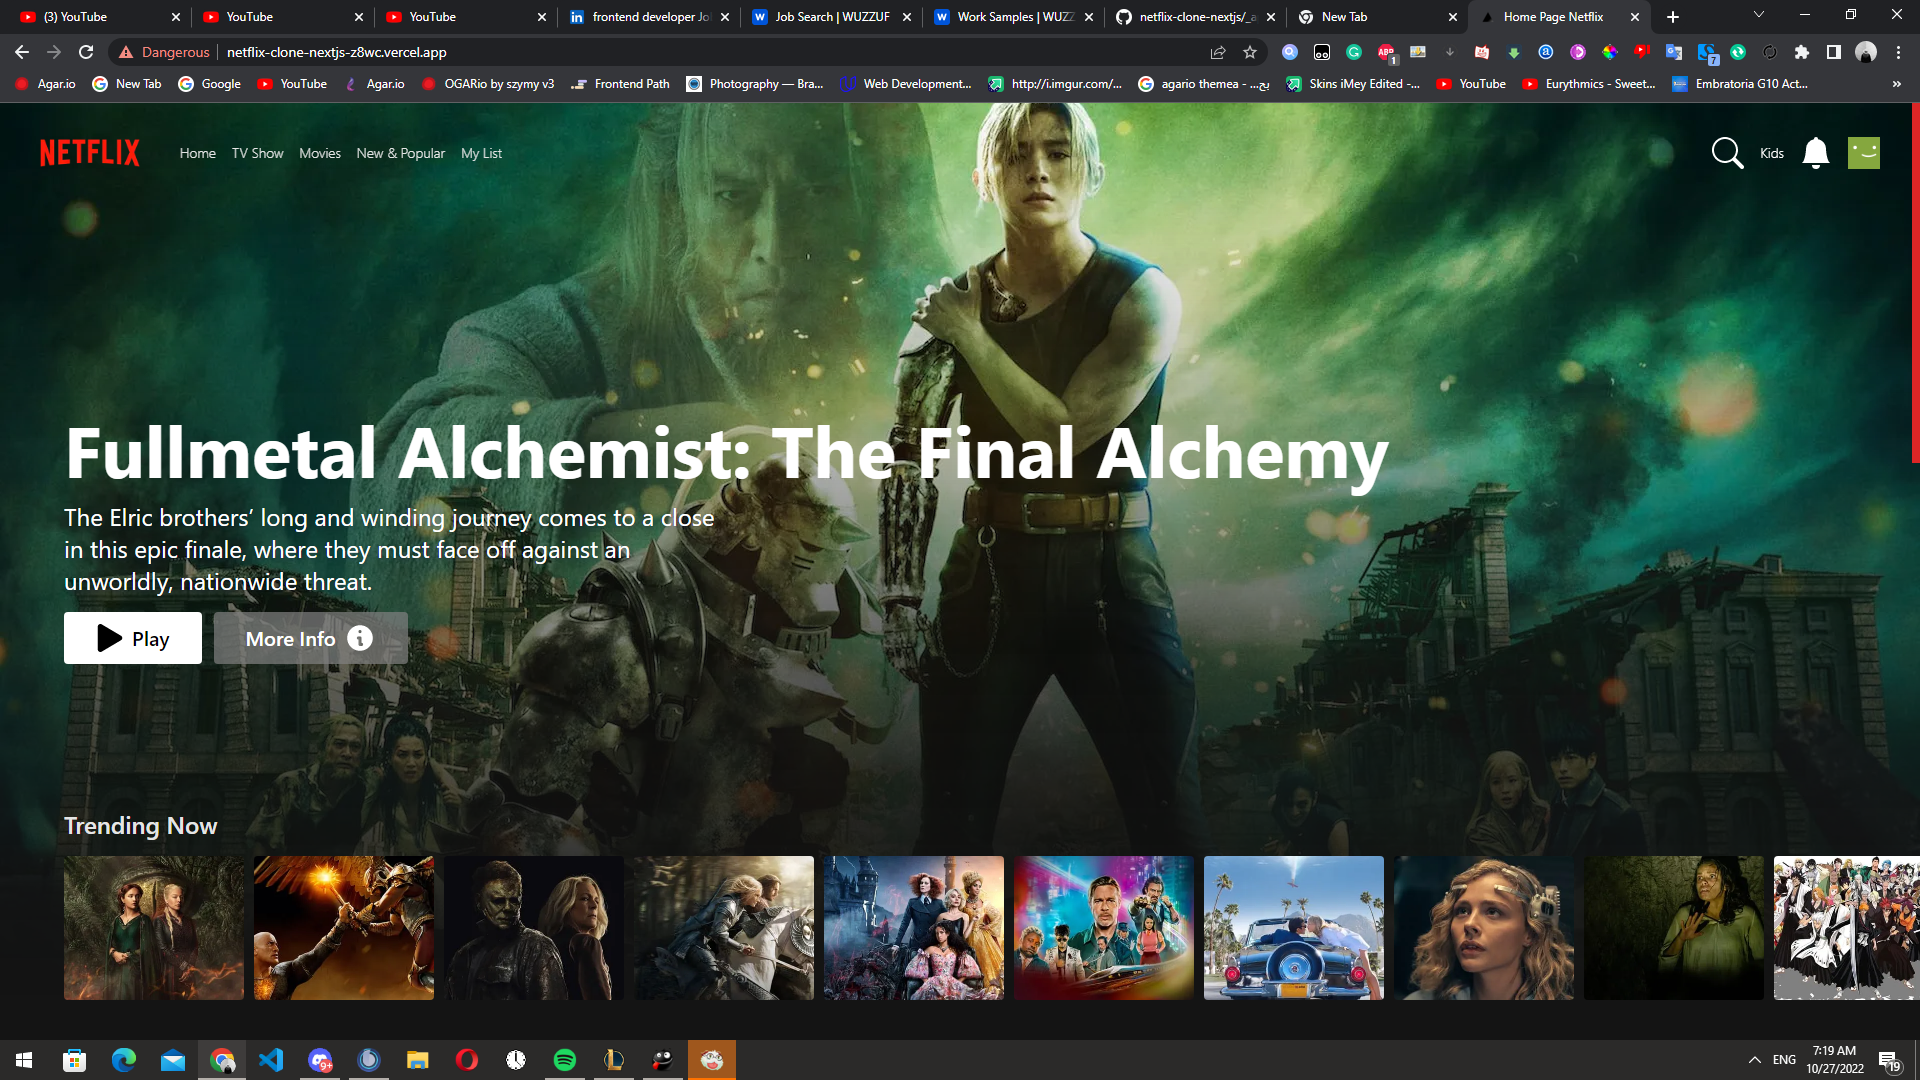 (3) YouTube
YouTube
YouTube
frontend developer Jo
Job Search | WUZZUF
Work Samples | WUZZ
netflix-clone-nextjs/_a
New Tab
Home Page Netflix
Dangerous
netflix-clone-nextjs-z8wc.vercel.app
ABP
1
7
Agar.io
New Tab
Google
YouTube
Agar.io
OGARio by szymy v3
Frontend Path
Photography — Bra...
Web Development...
http://i.imgur.com/...
agario themea - ...بح
Skins iMey Edited -...
YouTube
Eurythmics - Sweet...
Embratoria G10 Act...
»
NETFLIX
Home
TV Show
Movies
New & Popular
My List
Kids
Fullmetal Alchemist: The Final Alchemy
The Elric brothers’ long and winding journey comes to a close
in this epic finale, where they must face off against an
unworldly, nationwide threat.
Play
More Info
Trending Now
9+
ENG
7:19 AM
10/27/2022
19